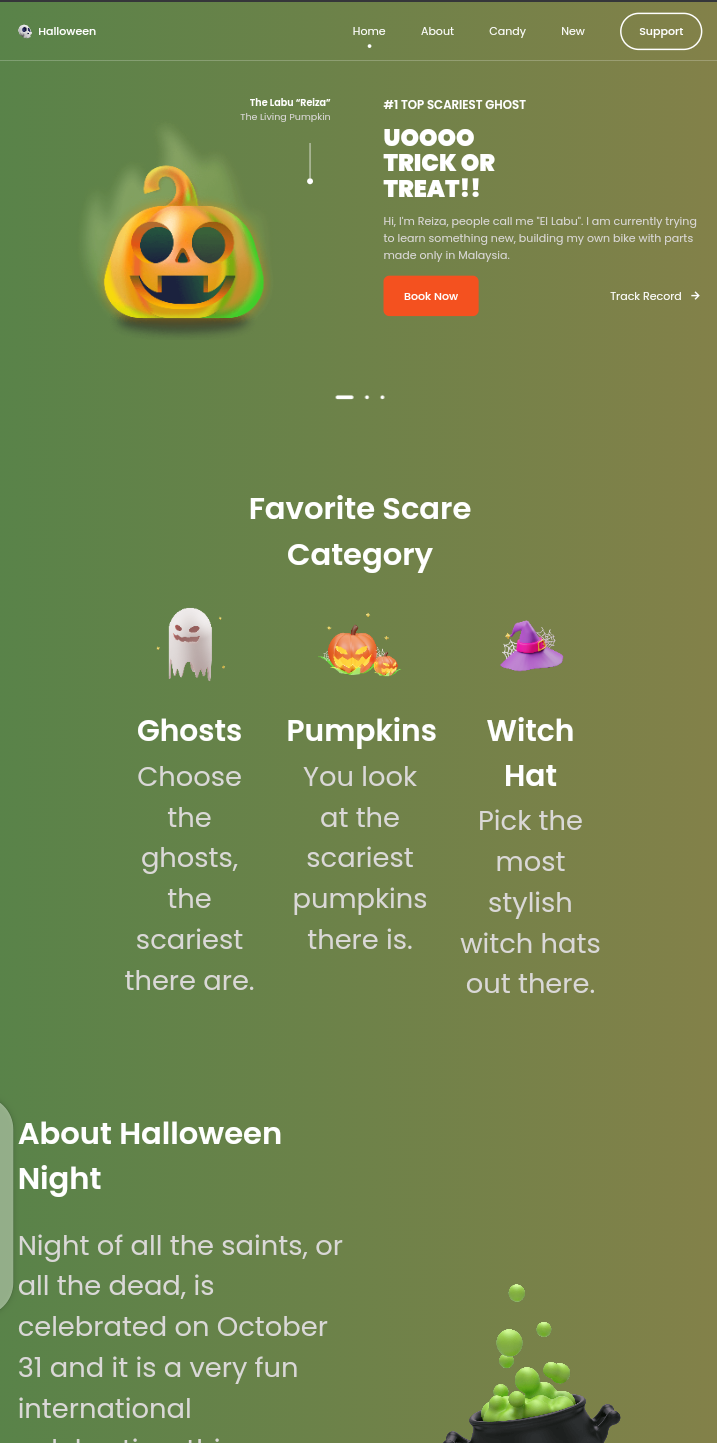 Halloween
Home
About
Candy
New
Support
The Labu “Reiza”
The Living Pumpkin
#1 TOP SCARIEST GHOST
UOOOO
TRICK OR
TREAT!!
Hi, I'm Reiza, people call me "El Labu". I am currently trying
to learn something new, building my own bike with parts
made only in Malaysia.
Book Now
Track Record
Favorite Scare
Category
Ghosts
Choose
the
ghosts,
the
scariest
there are.
Pumpkins
You look
at the
scariest
pumpkins
there is.
Witch
Hat
Pick the
most
stylish
witch hats
out there.
About Halloween
Night
Night of all the saints, or
all the dead, is
celebrated on October
31 and it is a very fun
international